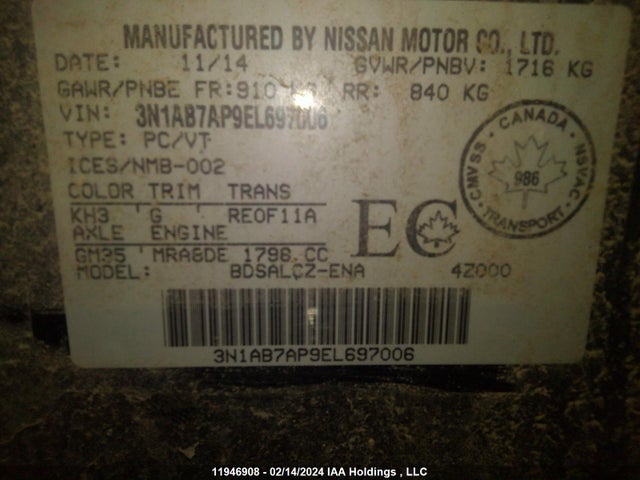 MANUFACTURED BY NISSAN MOTOR CO., LTD.
DATE: 11/14 GVWR/PNBV: 1716 KG
GAWR/PNBE FR:910 KG RR: 840 KG
VIN: 3N1AB7AP9EL697006
TYPE: PC/VT
ICES/NMB-002
COLOR TRIM TRANS
KH3 G RE0F11A
AXLE ENGINE
GM35 MRA8DE 1798 CC
MODEL: BDSALCZ-ENA 4Z000
CANADA
CMVSS NSVAC
986
TRANSPORT
EC
3N1AB7AP9EL697006
11946908 - 02/14/2024 IAA Holdings , LLC